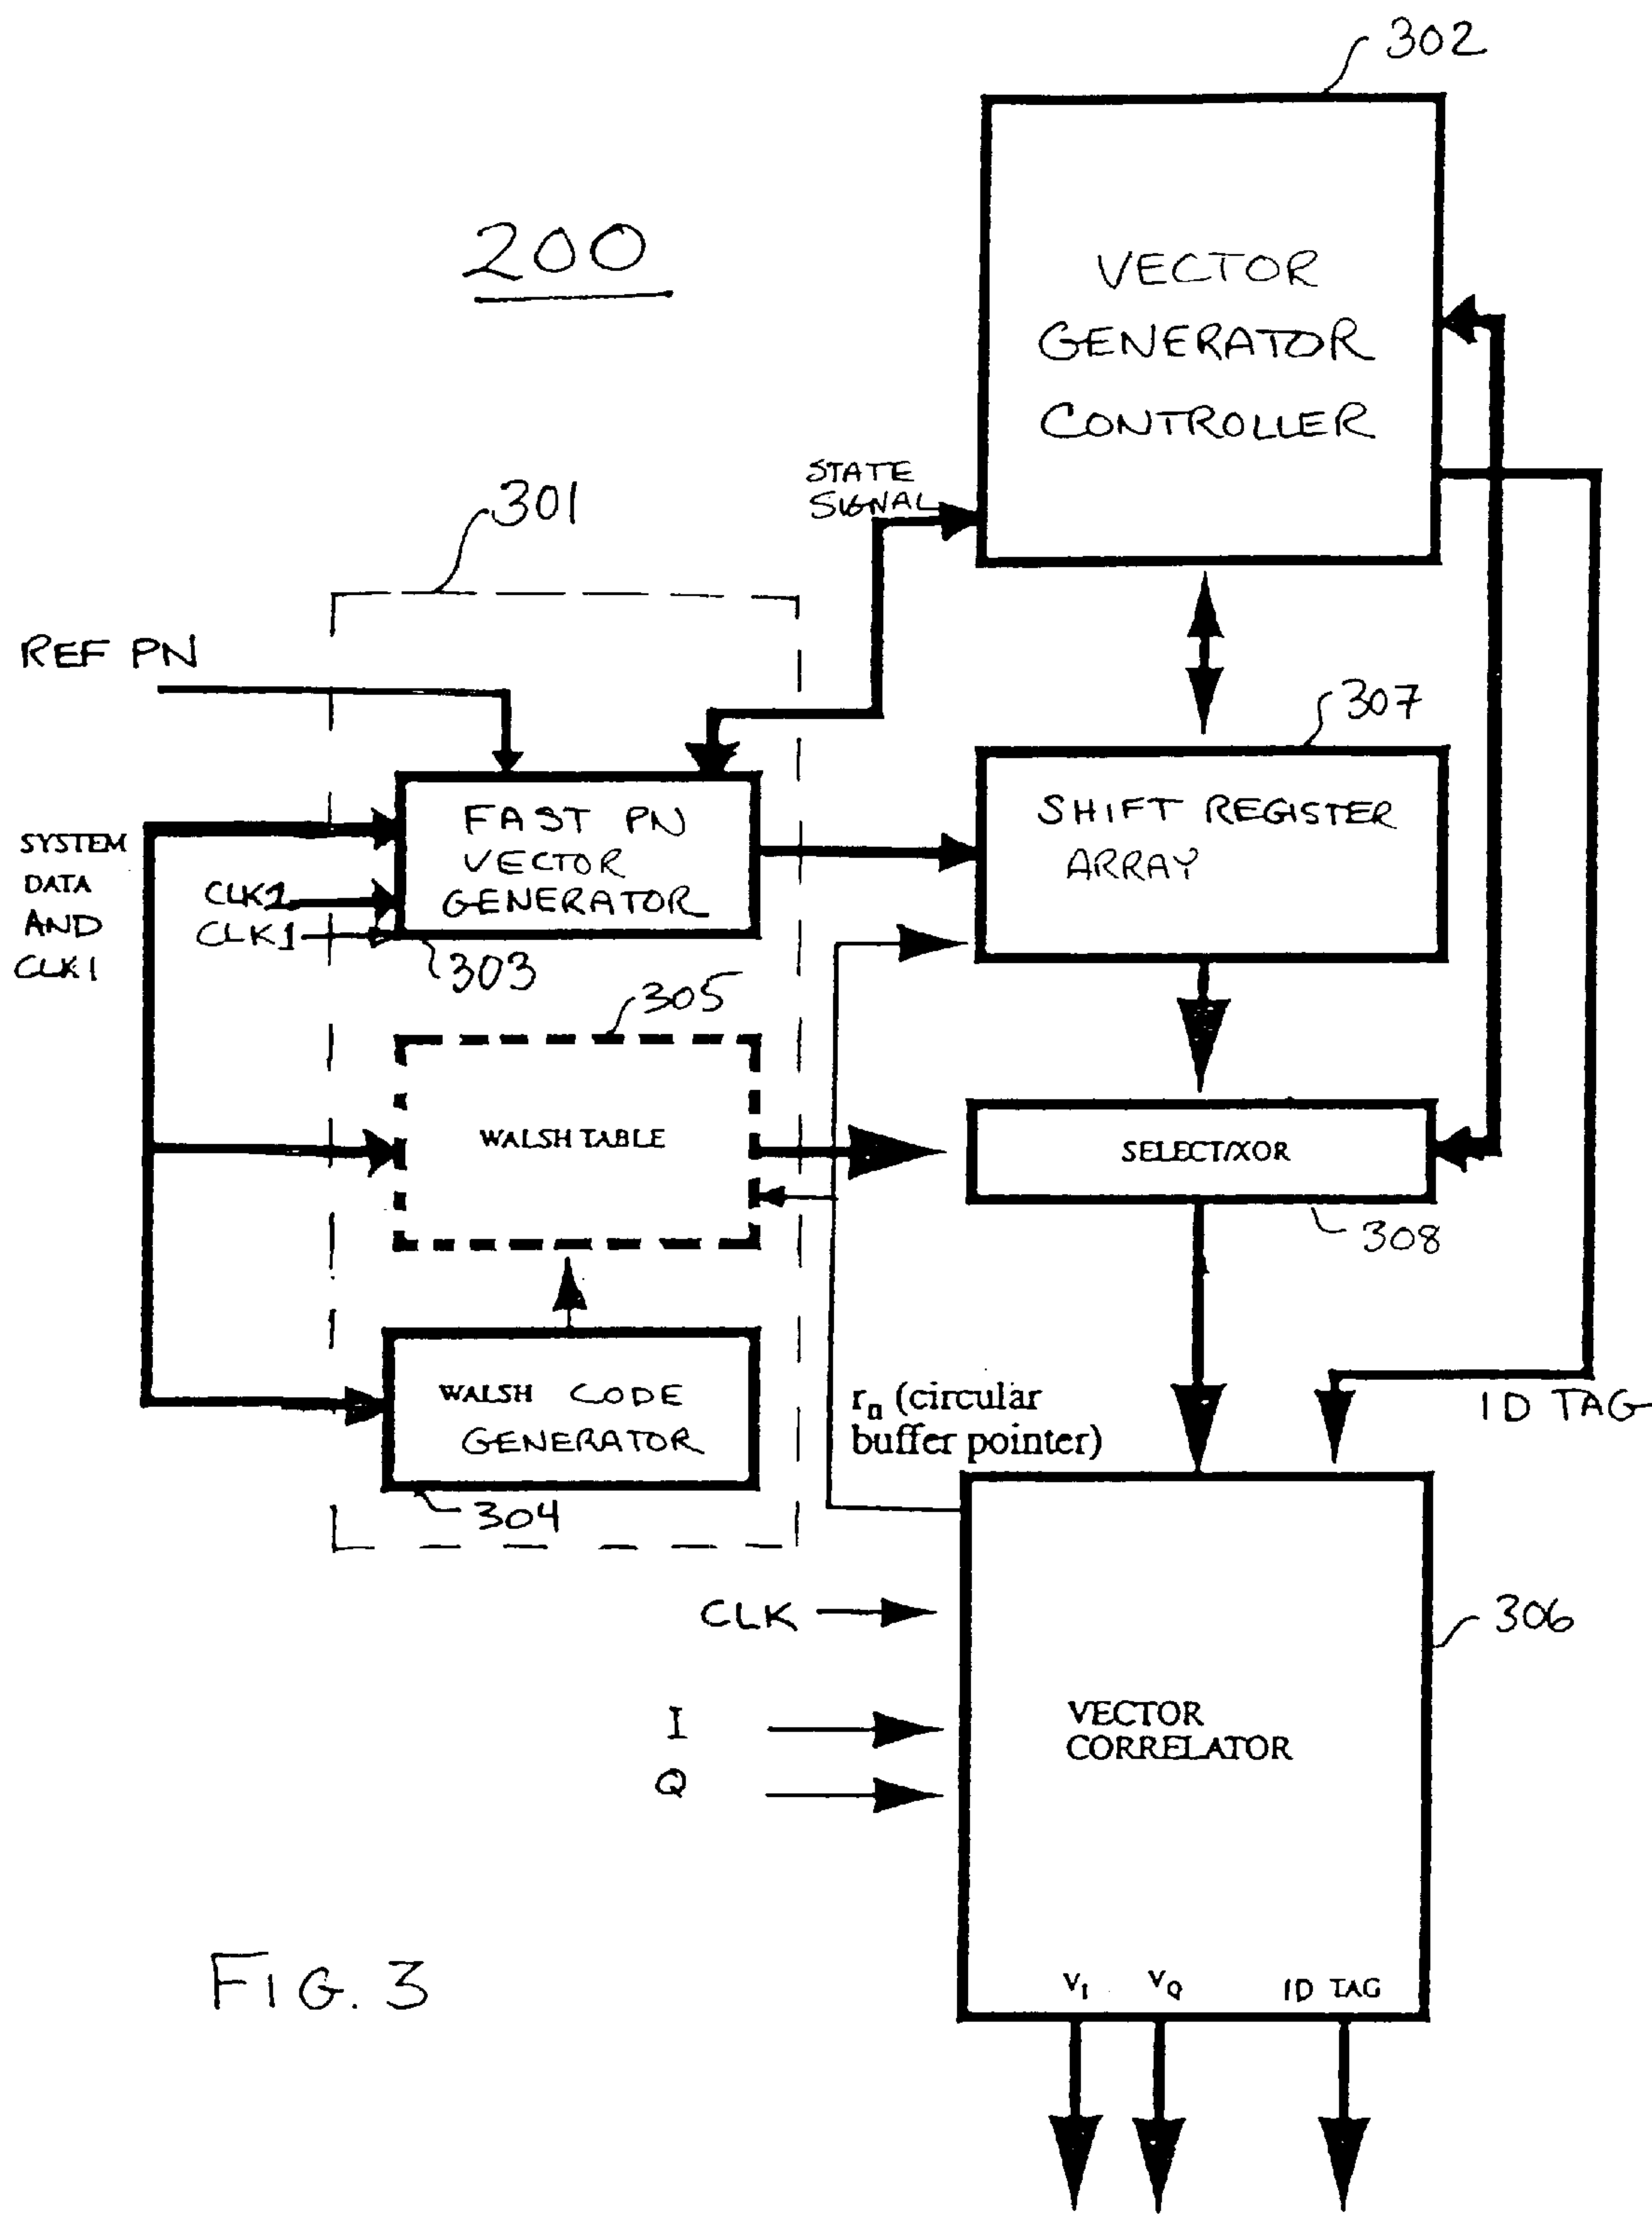 302
200
VECTOR
GENERATOR
CONTROLLER
STATE
SIGNAL
301
REF PN
307
SHIFT REGISTER
ARRAY
FAST PN
VECTOR
GENERATOR
SYSTEM
DATA
AND
CLK1
CLK2
CLK1
303
305
WALSH TABLE
SELECT/XOR
308
WALSH CODE
GENERATOR
304
rn (circular
buffer pointer)
ID TAG
CLK
306
I
Q
VECTOR
CORRELATOR
VI VQ ID TAG
FIG. 3